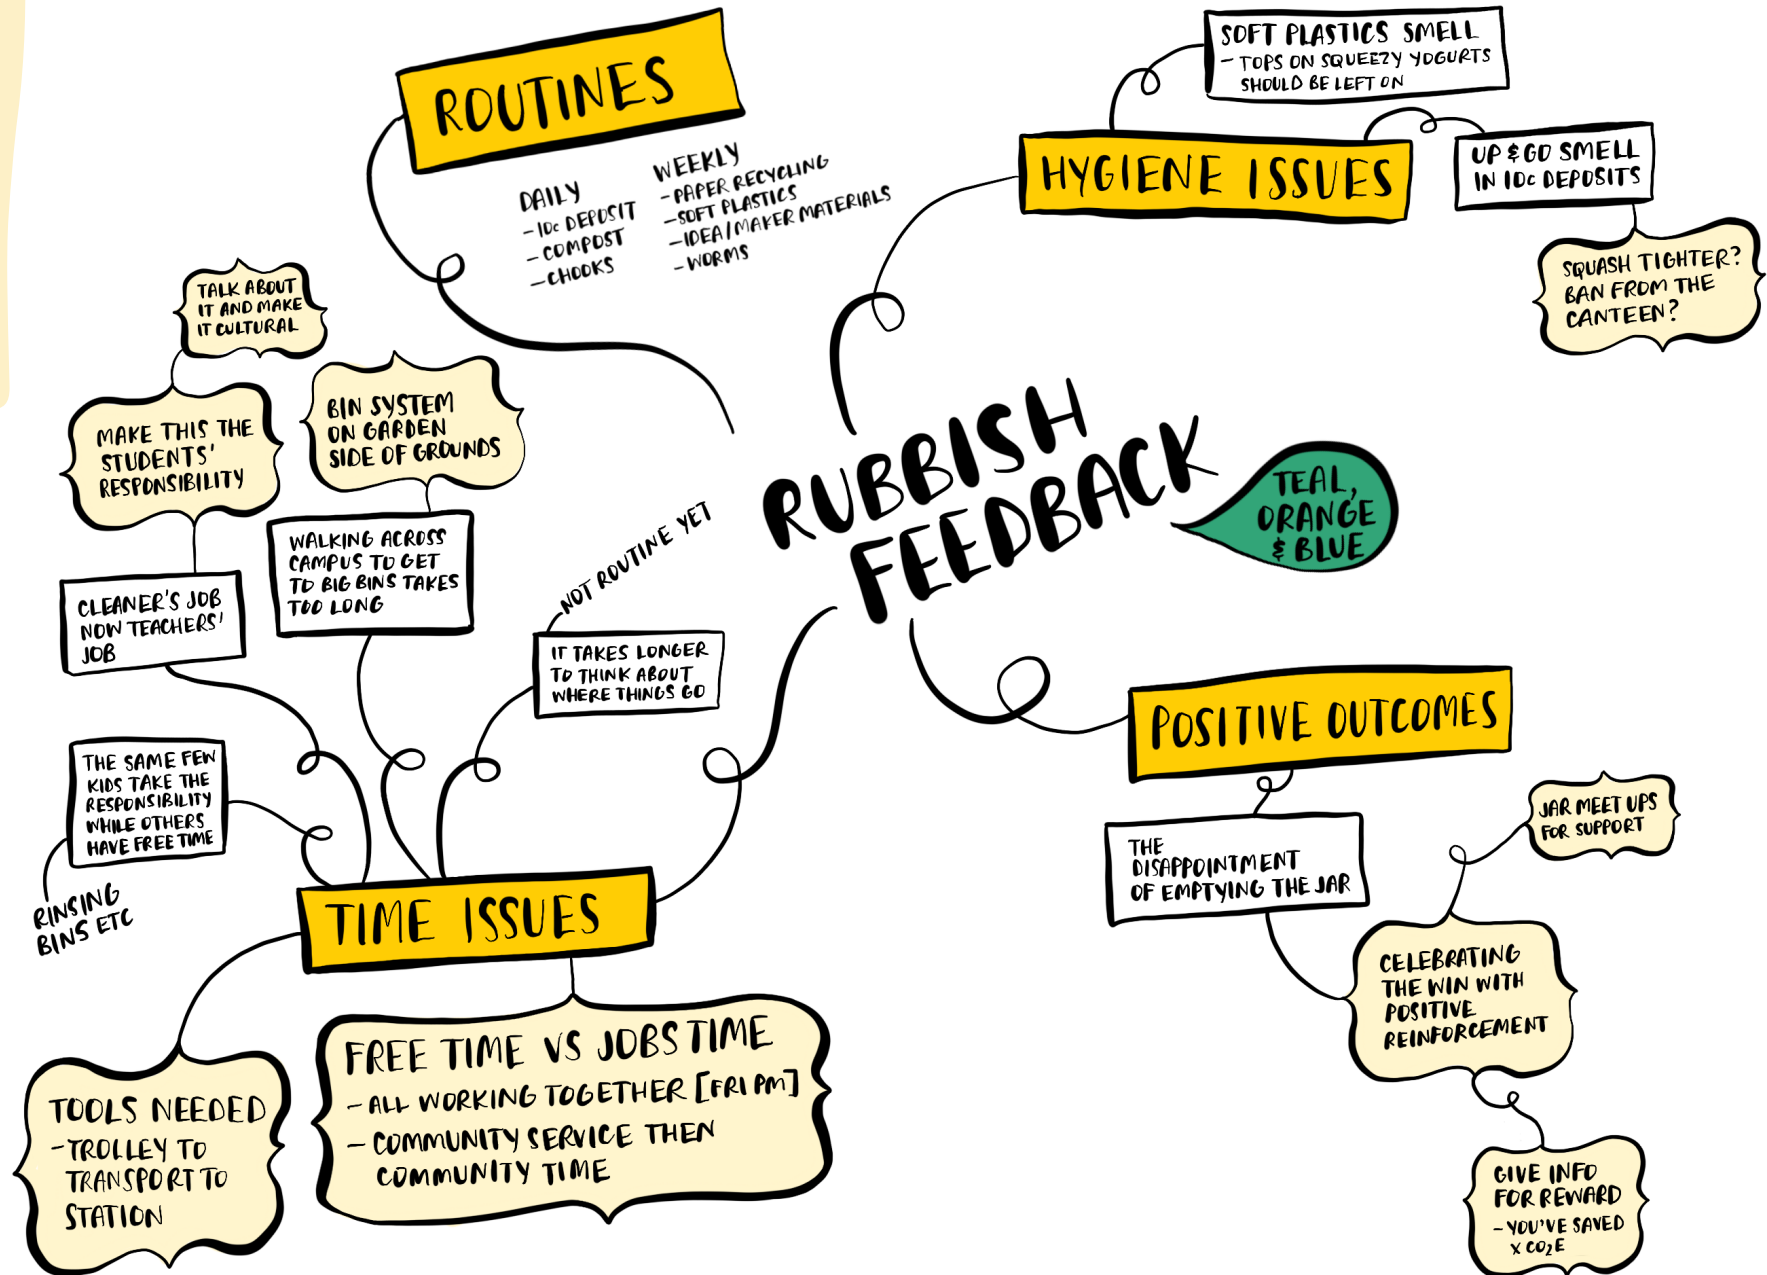 ROUTINES
DAILY
- 10c DEPOSIT
- COMPOST
- CHOOKS
WEEKLY
- PAPER RECYCLING
- SOFT PLASTICS
- IDEA/MAKER MATERIALS
- WORMS
SOFT PLASTICS SMELL
- TOPS ON SQUEEZY YOGURTS
SHOULD BE LEFT ON
HYGIENE ISSUES
UP & GO SMELL
IN 10c DEPOSITS
SQUASH TIGHTER?
BAN FROM THE
CANTEEN?
RUBBISH
FEEDBACK
TEAL,
ORANGE
& BLUE
TALK ABOUT
IT AND MAKE
IT CULTURAL
MAKE THIS THE
STUDENTS'
RESPONSIBILITY
CLEANER'S JOB
NOW TEACHERS'
JOB
BIN SYSTEM
ON GARDEN
SIDE OF GROUNDS
WALKING ACROSS
CAMPUS TO GET
TO BIG BINS TAKES
TOO LONG
NOT ROUTINE YET
IT TAKES LONGER
TO THINK ABOUT
WHERE THINGS GO
THE SAME FEW
KIDS TAKE THE
RESPONSIBILITY
WHILE OTHERS
HAVE FREE TIME
RINSING
BINS ETC
TIME ISSUES
TOOLS NEEDED
- TROLLEY TO
TRANSPORT TO
STATION
FREE TIME VS JOBS TIME
- ALL WORKING TOGETHER [FRI PM]
- COMMUNITY SERVICE THEN
COMMUNITY TIME
POSITIVE OUTCOMES
THE
DISAPPOINTMENT
OF EMPTYING THE JAR
JAR MEET UPS
FOR SUPPORT
CELEBRATING
THE WIN WITH
POSITIVE
REINFORCEMENT
GIVE INFO
FOR REWARD
- YOU'VE SAVED
X CO₂E